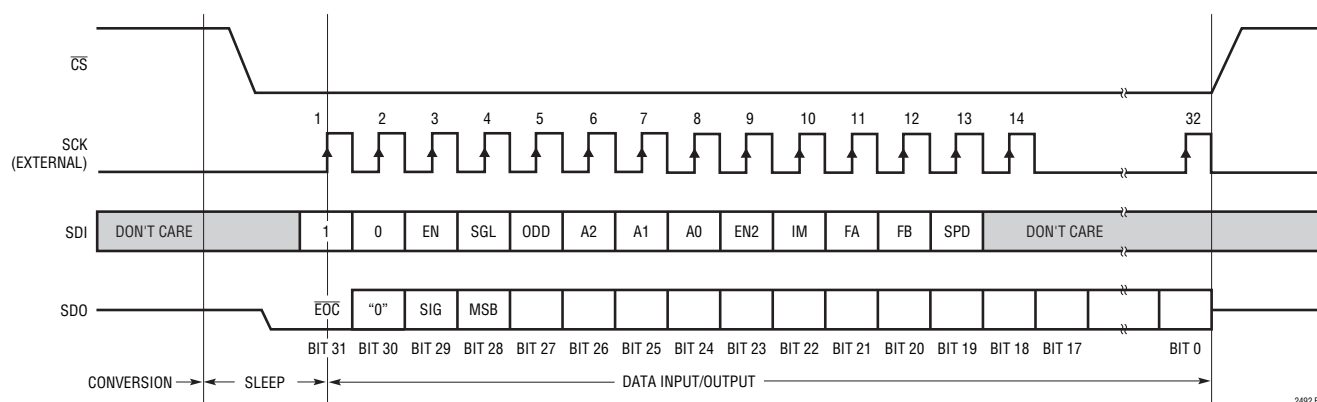 CS
1 2 3 4 5 6 7 8 9 10 11 12 13 14 32
SCK
(EXTERNAL)
SDI DON'T CARE 1 0 EN SGL ODD A2 A1 A0 EN2 IM FA FB SPD DON'T CARE
SDO EOC “0” SIG MSB
BIT 31 BIT 30 BIT 29 BIT 28 BIT 27 BIT 26 BIT 25 BIT 24 BIT 23 BIT 22 BIT 21 BIT 20 BIT 19 BIT 18 BIT 17 BIT 0
CONVERSION SLEEP DATA INPUT/OUTPUT